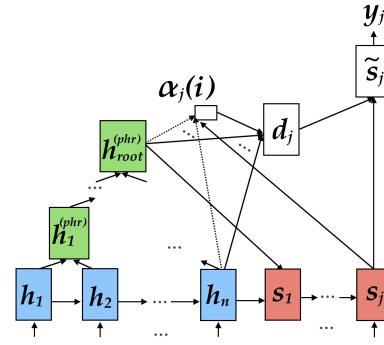 y_j
s̃_j
α_j(i)
d_j
h_root^(phr)
...
...
...
h_1^(phr)
...
h_1
h_2
...
h_n
s_1
...
s_j
...
...